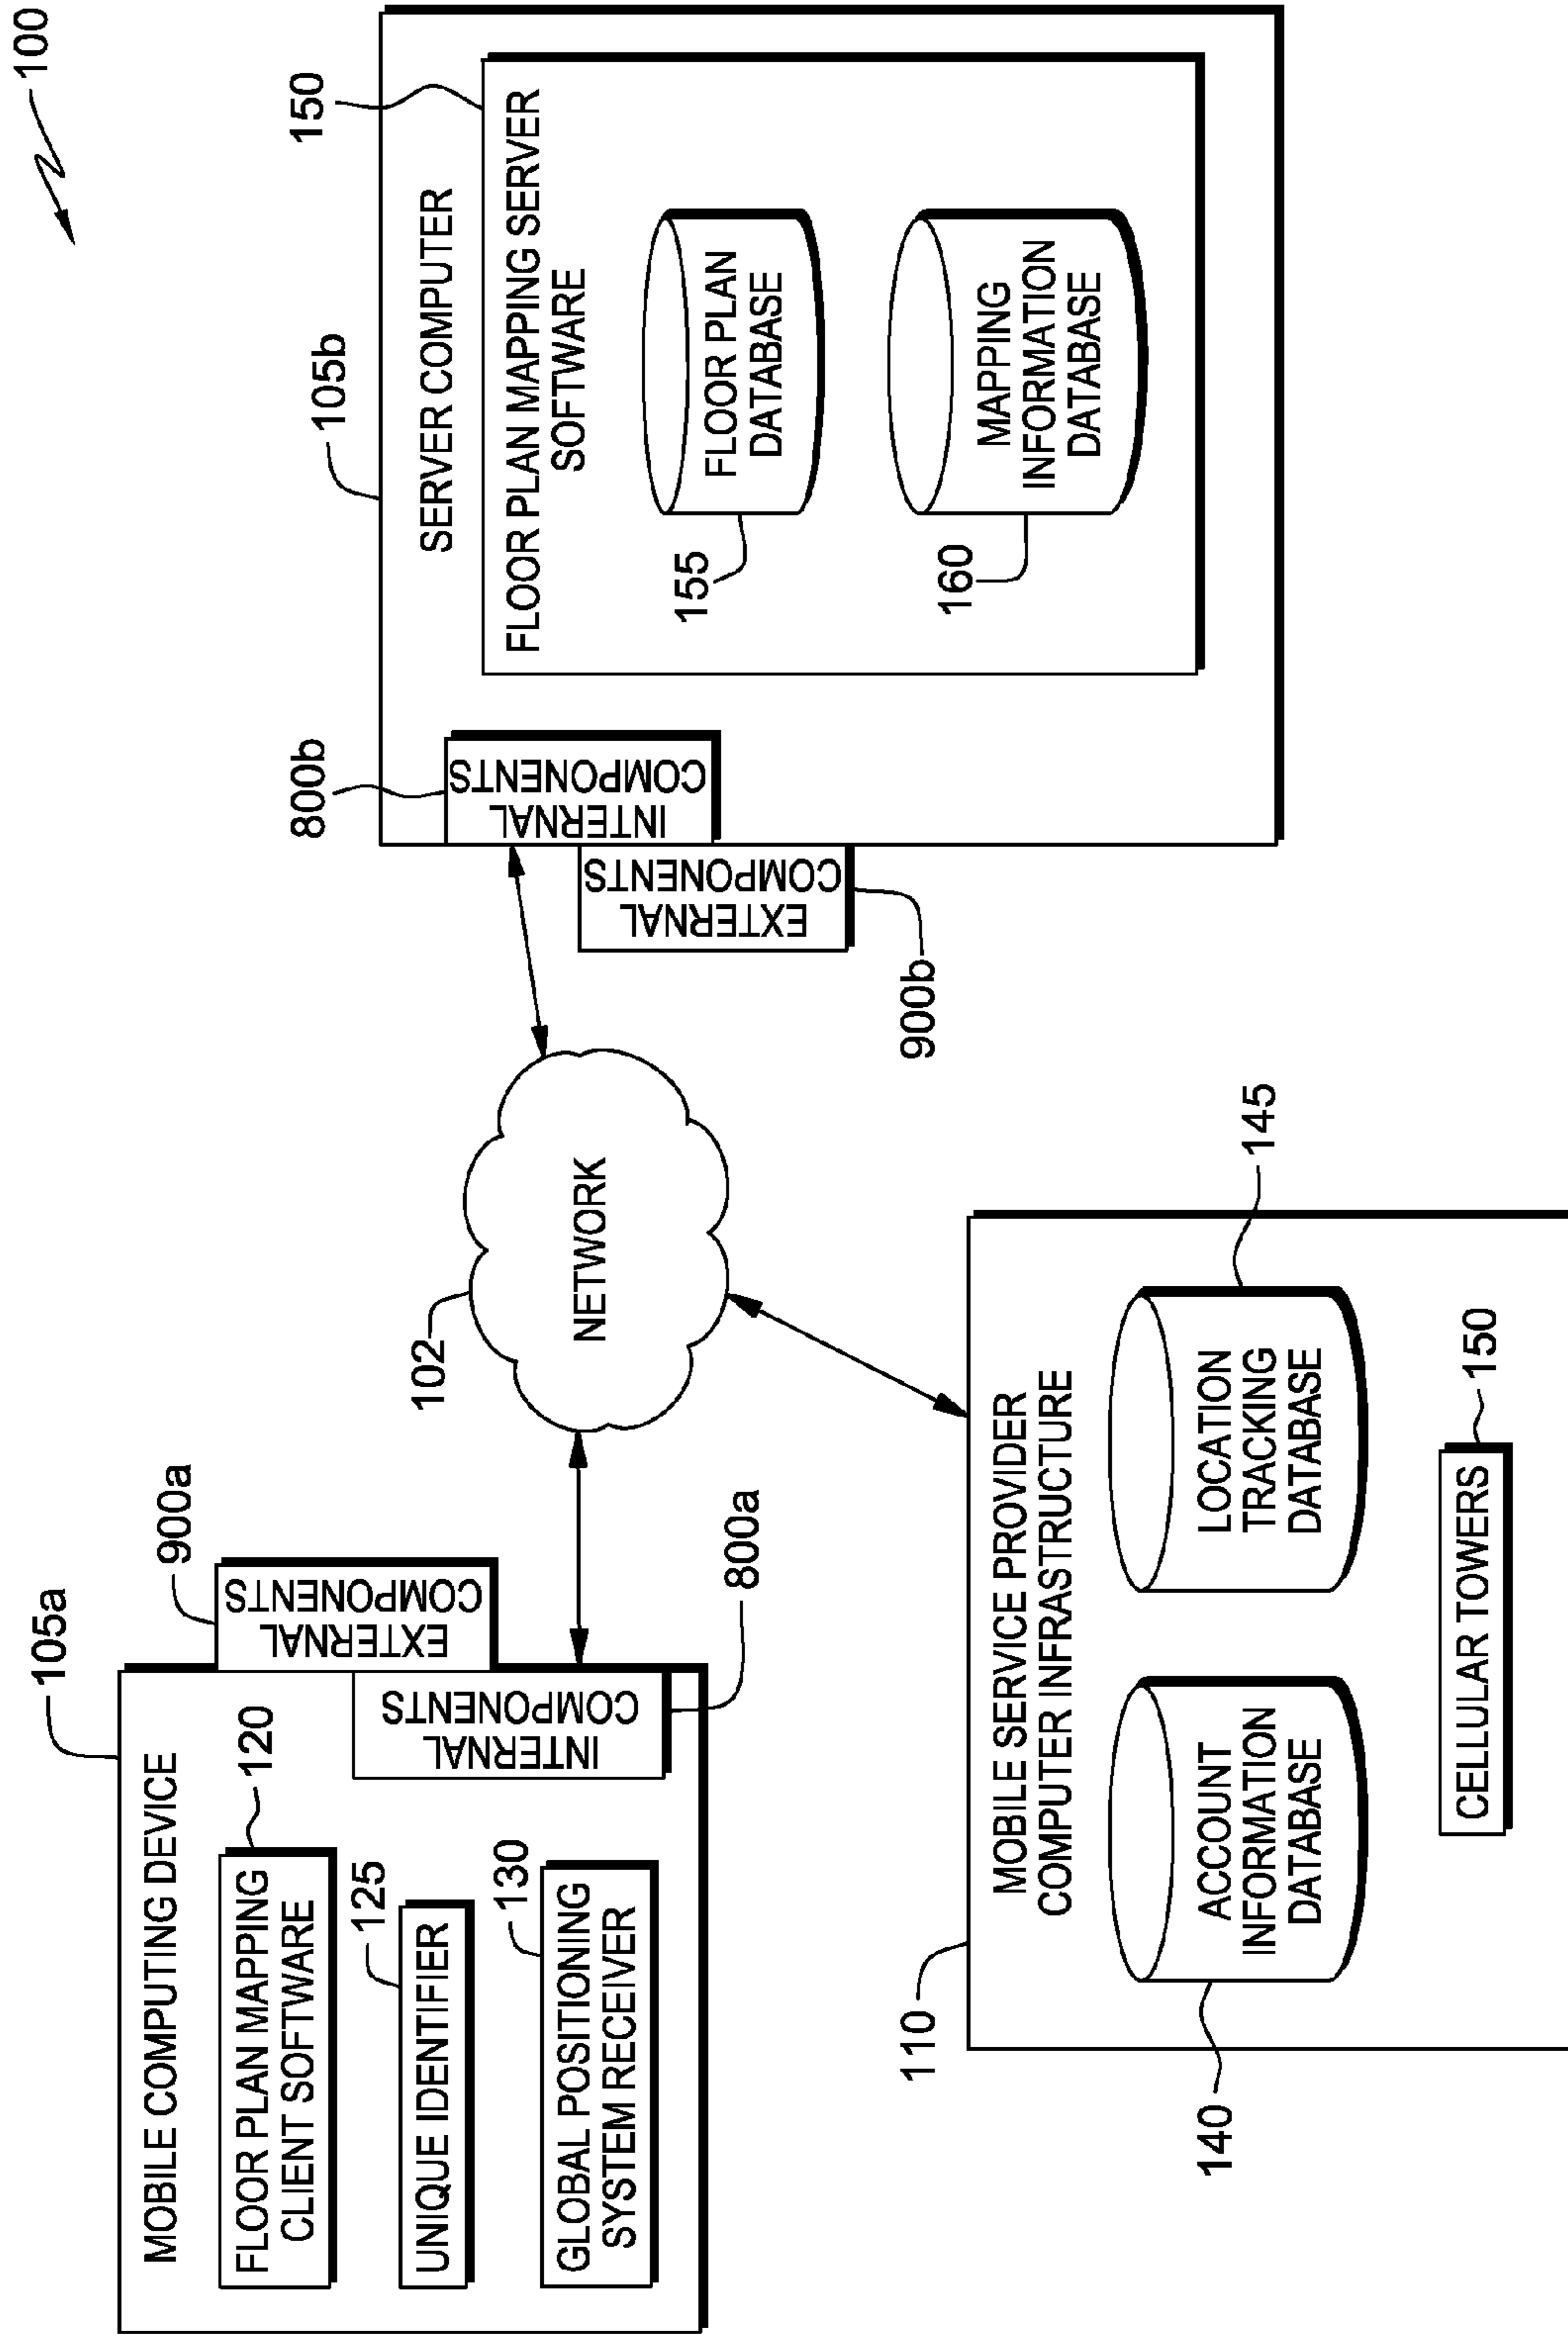 100
105a
MOBILE COMPUTING DEVICE
FLOOR PLAN MAPPING
CLIENT SOFTWARE
120
UNIQUE IDENTIFIER
125
GLOBAL POSITIONING
SYSTEM RECEIVER
130
EXTERNAL
COMPONENTS
900a
INTERNAL
COMPONENTS
800a
102
NETWORK
105b
SERVER COMPUTER
150
FLOOR PLAN MAPPING SERVER
SOFTWARE
FLOOR PLAN
DATABASE
155
MAPPING
INFORMATION
DATABASE
160
800b
INTERNAL
COMPONENTS
EXTERNAL
COMPONENTS
900b
110
MOBILE SERVICE PROVIDER
COMPUTER INFRASTRUCTURE
ACCOUNT
INFORMATION
DATABASE
140
LOCATION
TRACKING
DATABASE
145
CELLULAR TOWERS
150